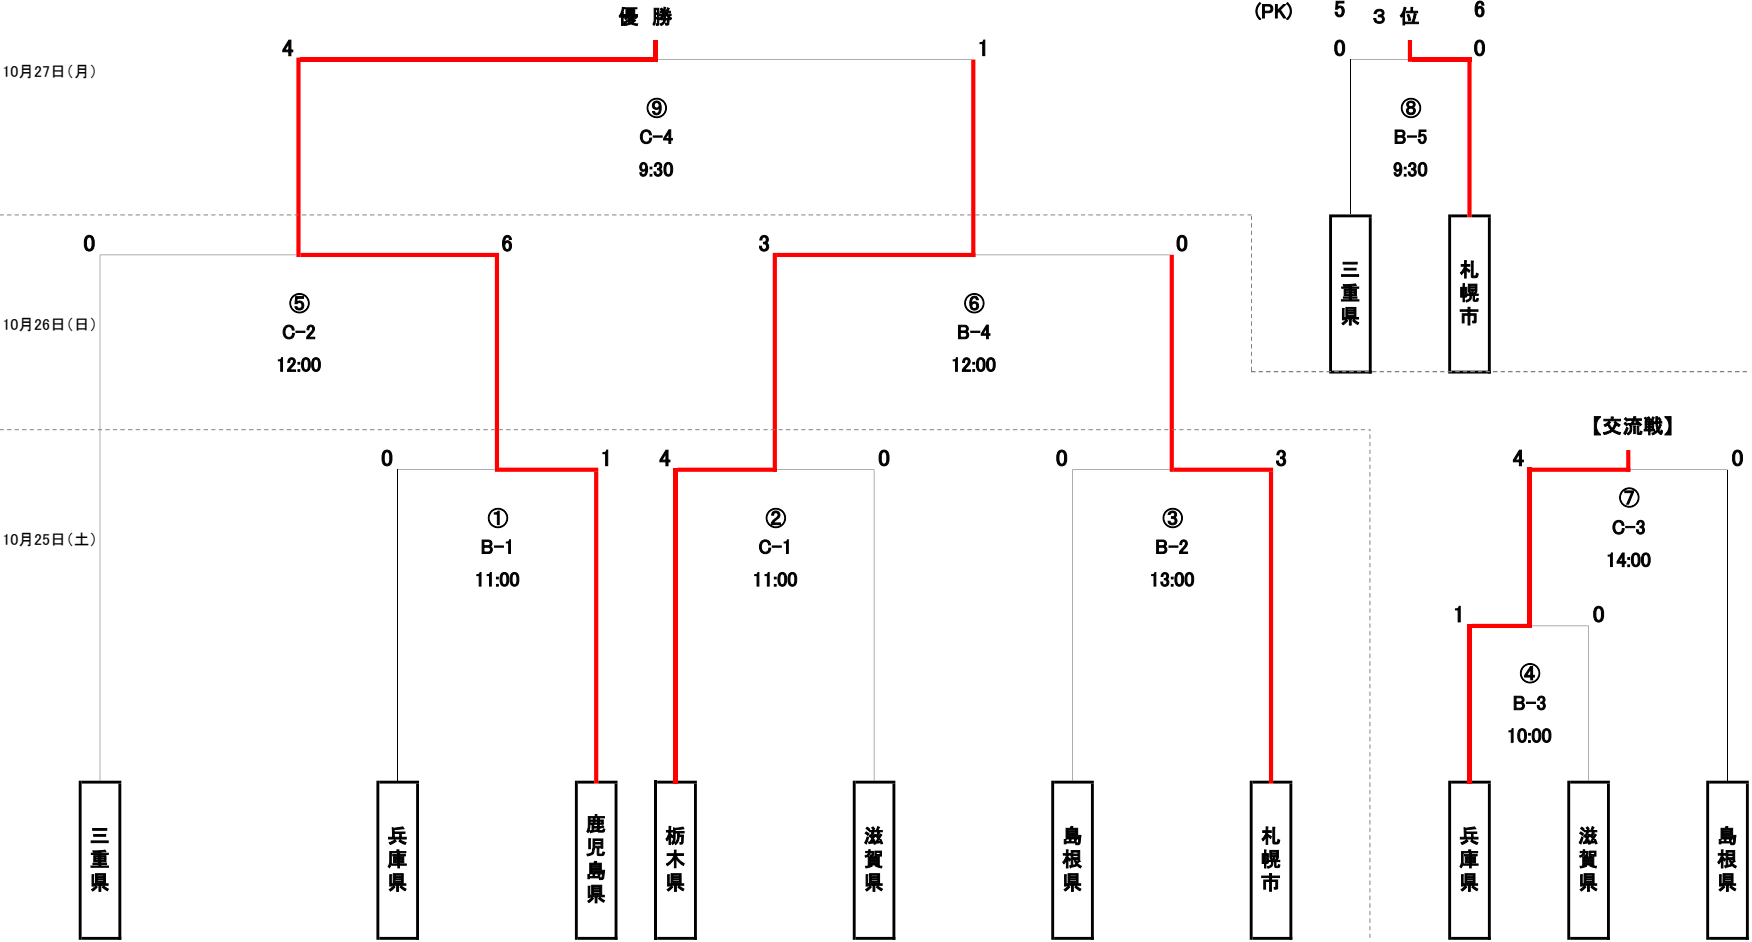 優 勝
(PK) 5 ３ 位 6
4 1 0 0
10月27日（月）
⑨ ⑧
C-4 B-5
9:30 9:30
0 6 3 0
三重県 札幌市
⑤ ⑥
10月26日（日）
C-2 B-4
12:00 12:00
【交流戦】
0 1 4 0 0 3 4 0
⑦
① ② ③
C-3
10月25日（土）
B-1 C-1 B-2
14:00
11:00 11:00 13:00
1 0
④
B-3
10:00
三重県 兵庫県 鹿児島県 栃木県 滋賀県 島根県 札幌市 兵庫県 滋賀県 島根県